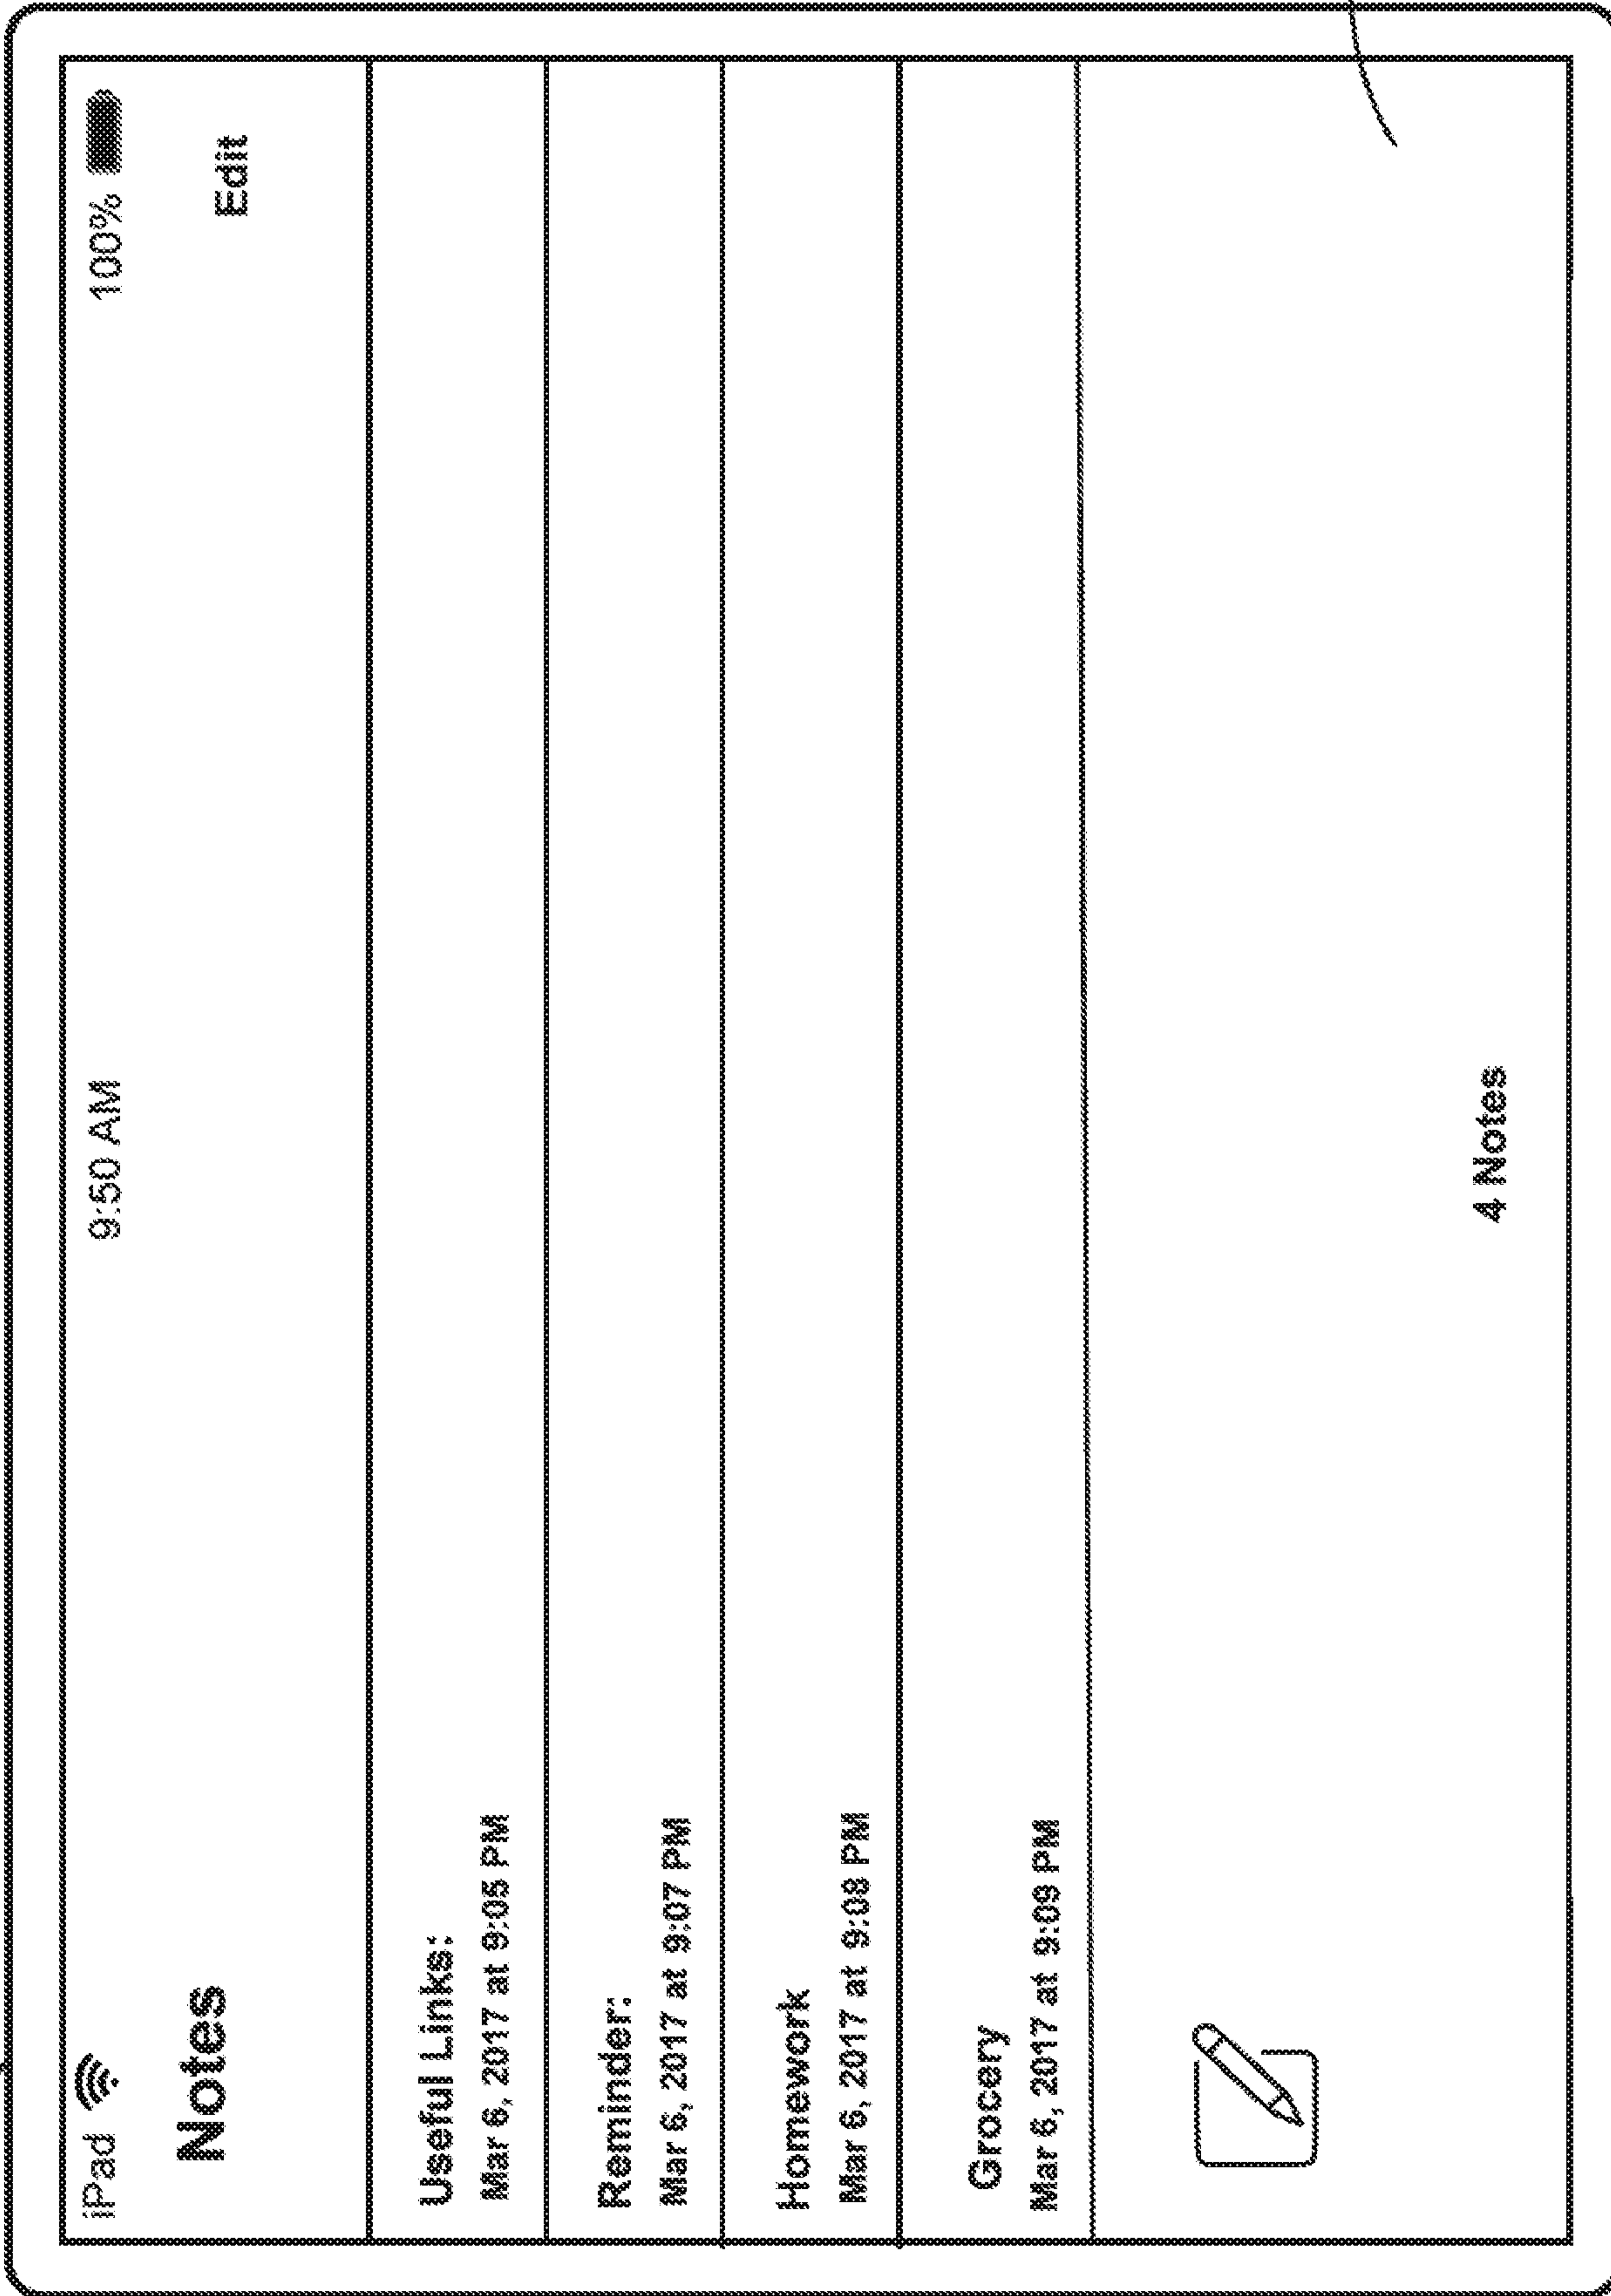 iPad 9:50 AM 100%
Notes Edit
Useful Links:
Mar 6, 2017 at 9:05 PM
Reminder:
Mar 6, 2017 at 9:07 PM
Homework
Mar 6, 2017 at 9:08 PM
Grocery
Mar 6, 2017 at 9:09 PM
4 Notes